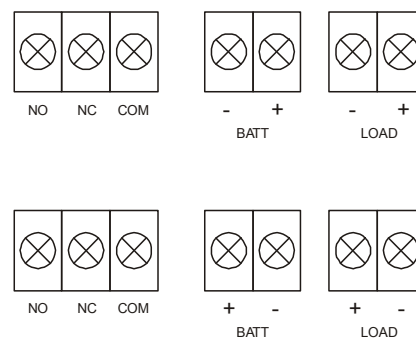 NO NC COM - + - +
BATT LOAD
NO NC COM + - + -
BATT LOAD